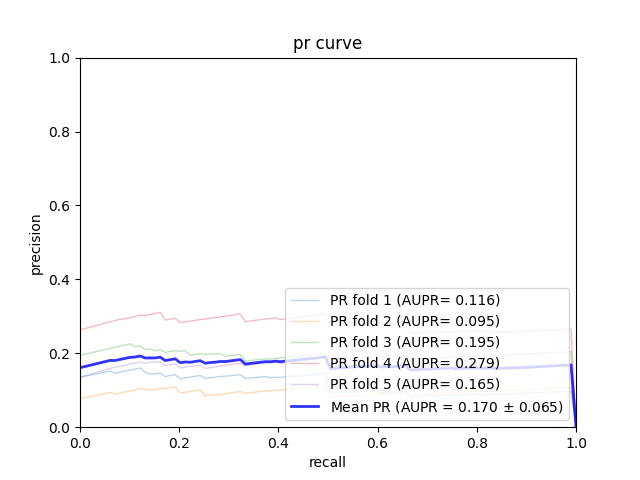 pr curve
1.0
0.8
0.6
0.4
0.2
0.0
precision
PR fold 1 (AUPR= 0.116)
PR fold 2 (AUPR= 0.095)
PR fold 3 (AUPR= 0.195)
PR fold 4 (AUPR= 0.279)
PR fold 5 (AUPR= 0.165)
Mean PR (AUPR = 0.170 ± 0.065)
0.0 0.2 0.4 0.6 0.8 1.0
recall